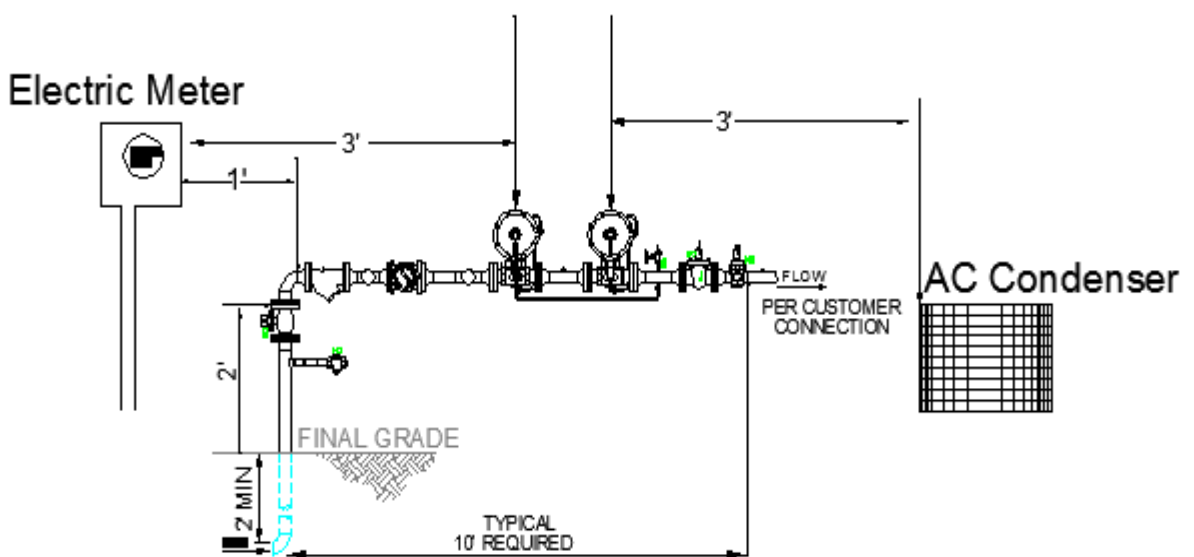 Electric Meter
3'
3'
1'
FLOW
AC Condenser
PER CUSTOMER
CONNECTION
2'
FINAL GRADE
2 MIN
TYPICAL
10' REQUIRED